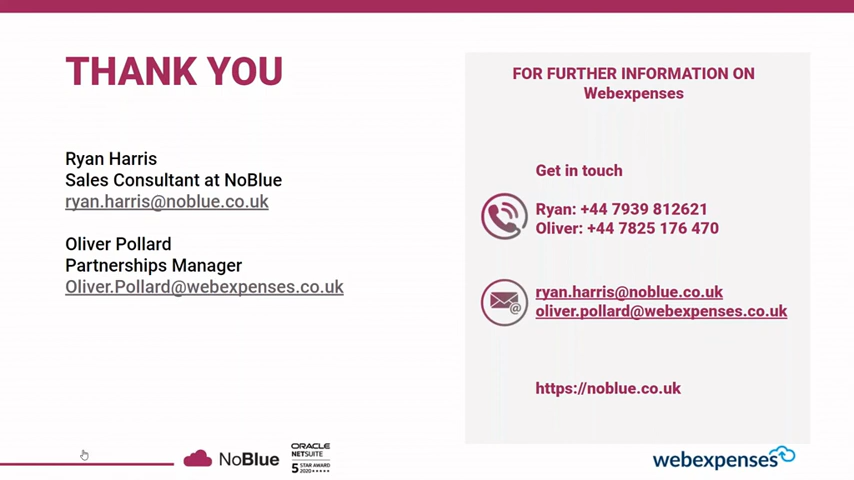 THANK YOU
Ryan Harris
Sales Consultant at NoBlue
ryan.harris@noblue.co.uk
Oliver Pollard
Partnerships Manager
Oliver.Pollard@webexpenses.co.uk
FOR FURTHER INFORMATION ON
Webexpenses
Get in touch
Ryan: +44 7939 812621
Oliver: +44 7825 176 470
@
ryan.harris@noblue.co.uk
oliver.pollard@webexpenses.co.uk
https://noblue.co.uk
NoBlue
ORACLE
NETSUITE
5 STAR AWARD
2020
webexpenses